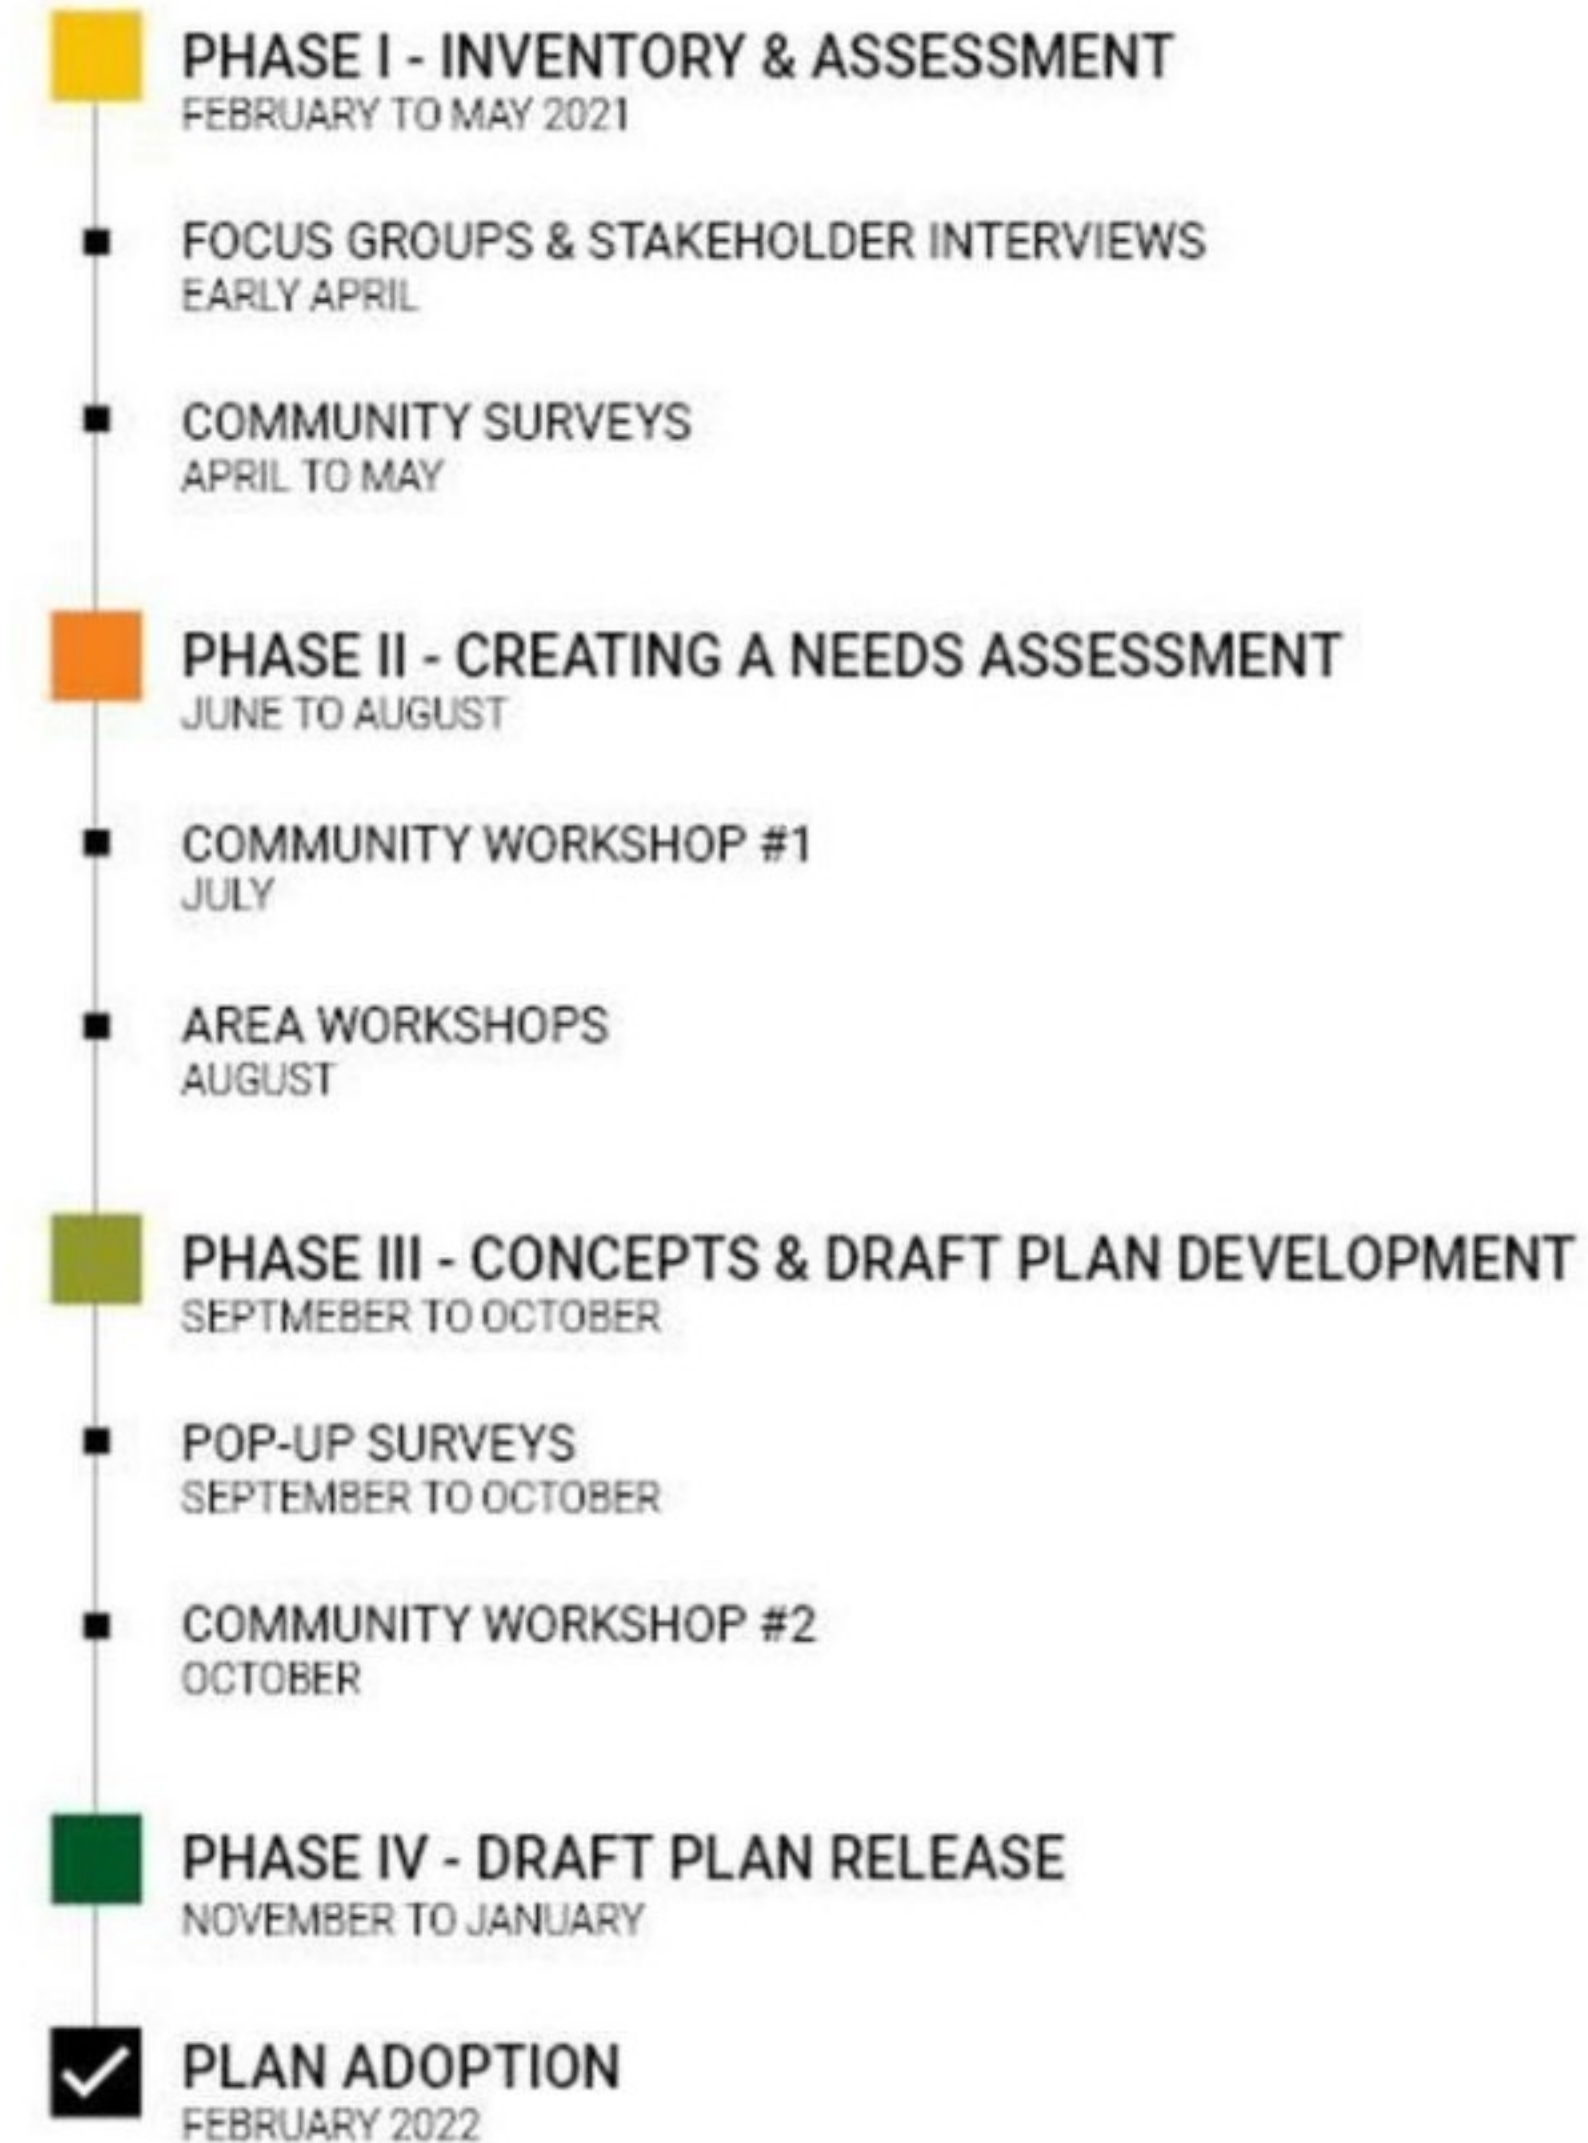 PHASE I - INVENTORY & ASSESSMENT
FEBRUARY TO MAY 2021
FOCUS GROUPS & STAKEHOLDER INTERVIEWS
EARLY APRIL
COMMUNITY SURVEYS
APRIL TO MAY
PHASE II - CREATING A NEEDS ASSESSMENT
JUNE TO AUGUST
COMMUNITY WORKSHOP #1
JULY
AREA WORKSHOPS
AUGUST
PHASE III - CONCEPTS & DRAFT PLAN DEVELOPMENT
SEPTMEBER TO OCTOBER
POP-UP SURVEYS
SEPTEMBER TO OCTOBER
COMMUNITY WORKSHOP #2
OCTOBER
PHASE IV - DRAFT PLAN RELEASE
NOVEMBER TO JANUARY
PLAN ADOPTION
FEBRUARY 2022